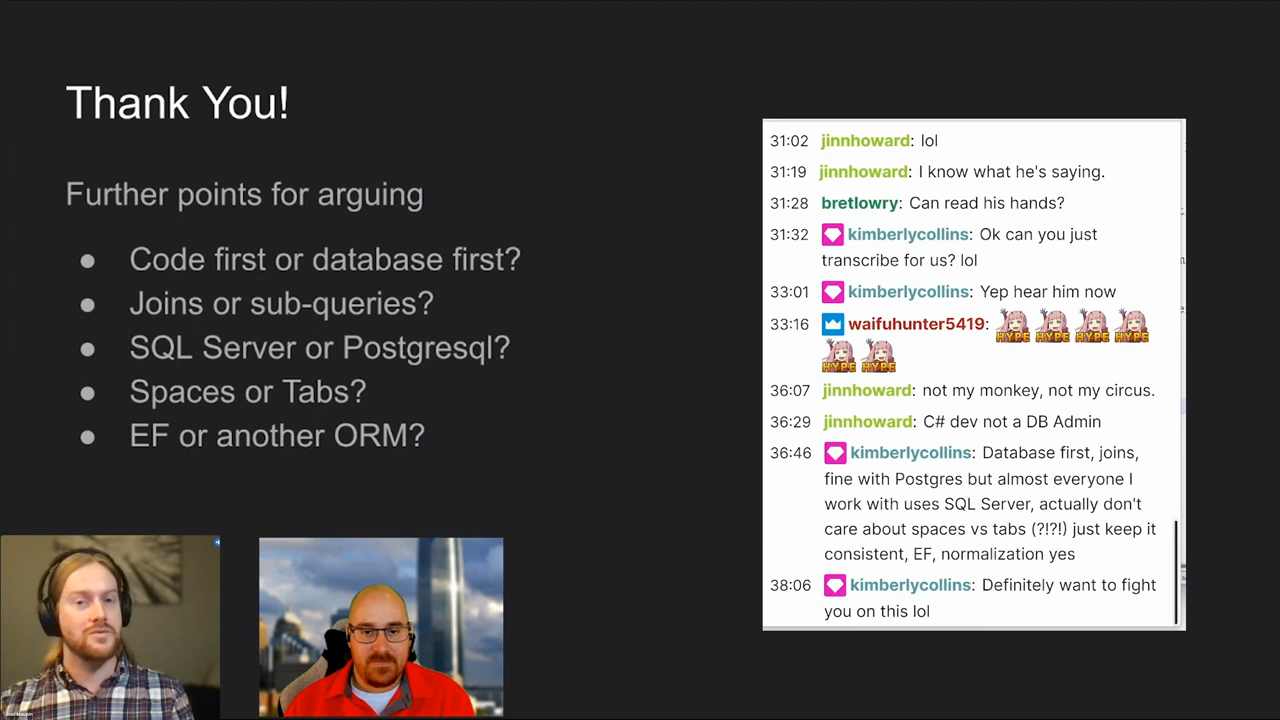 Thank You!
Further points for arguing
● Code first or database first?
● Joins or sub-queries?
● SQL Server or Postgresql?
● Spaces or Tabs?
● EF or another ORM?
31:02 jinnhoward: lol
31:19 jinnhoward: I know what he's saying.
31:28 bretlowry: Can read his hands?
31:32 kimberlycollins: Ok can you just
transcribe for us? lol
33:01 kimberlycollins: Yep hear him now
33:16 waifuhunter5419: HYPE HYPE HYPE HYPE
HYPE HYPE
36:07 jinnhoward: not my monkey, not my circus.
36:29 jinnhoward: C# dev not a DB Admin
36:46 kimberlycollins: Database first, joins,
fine with Postgres but almost everyone I
work with uses SQL Server, actually don't
care about spaces vs tabs (?!?!) just keep it
consistent, EF, normalization yes
38:06 kimberlycollins: Definitely want to fight
you on this lol